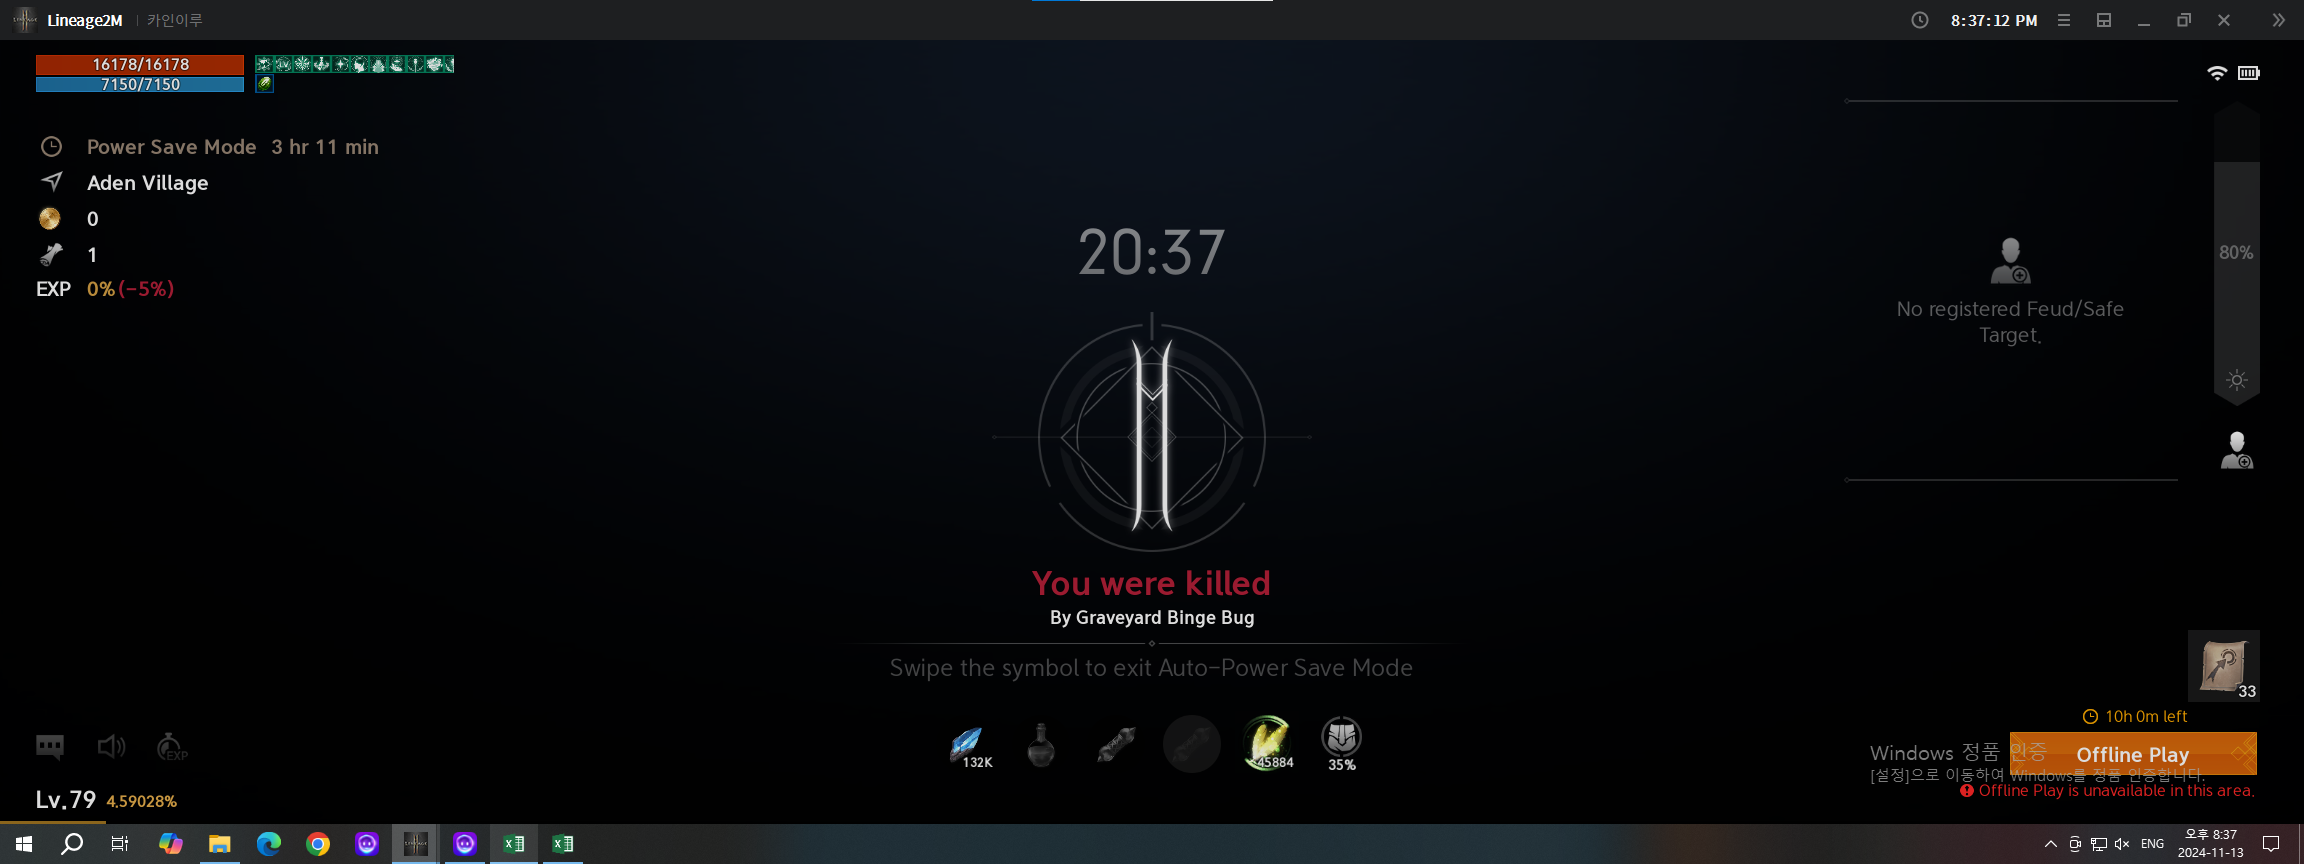 Lineage2M | 카인이루
8:37:12 PM
16178/16178
7150/7150
Power Save Mode 3 hr 11 min
Aden Village
0
1
EXP 0% (-5%)
20:37
80%
No registered Feud/Safe
Target.
You were killed
By Graveyard Binge Bug
Swipe the symbol to exit Auto-Power Save Mode
33
10h 0m left
132K
45884
35%
Offline Play
Windows 정품 인증
[설정]으로 이동하여 Windows를 정품 인증합니다.
Offline Play is unavailable in this area.
EXP
Lv.79 4.59028%
ENG
오후 8:37
2024-11-13